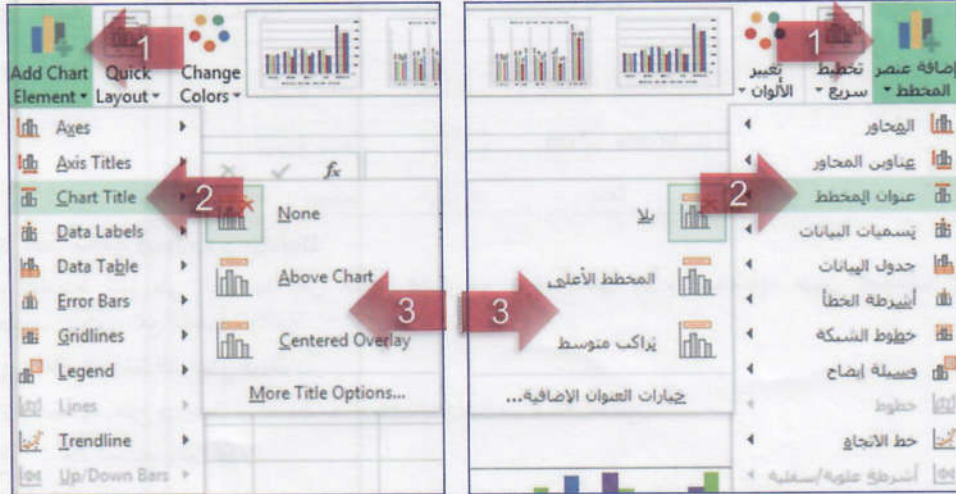 1
Add Chart Element
Quick Layout
Change Colors
Axes
Axis Titles
Chart Title
Data Labels
Data Table
Error Bars
Gridlines
Legend
Lines
Trendline
Up/Down Bars
fx
2
None
Above Chart
Centered Overlay
More Title Options...
3
1
إضافة عنصر المخطط
تخطيط سريع
تغيير الألوان
المحاور
عناوين المحاور
عنوان المخطط
تسميات البيانات
جدول البيانات
أشرطة الخطأ
خطوط الشبكة
وسيلة إيضاح
خطوط
خط الاتجاه
أشرطة علوية/سفلية
2
بلا
المخطط الأعلى
تراكب متوسط
خيارات العنوان الإضافية...
3